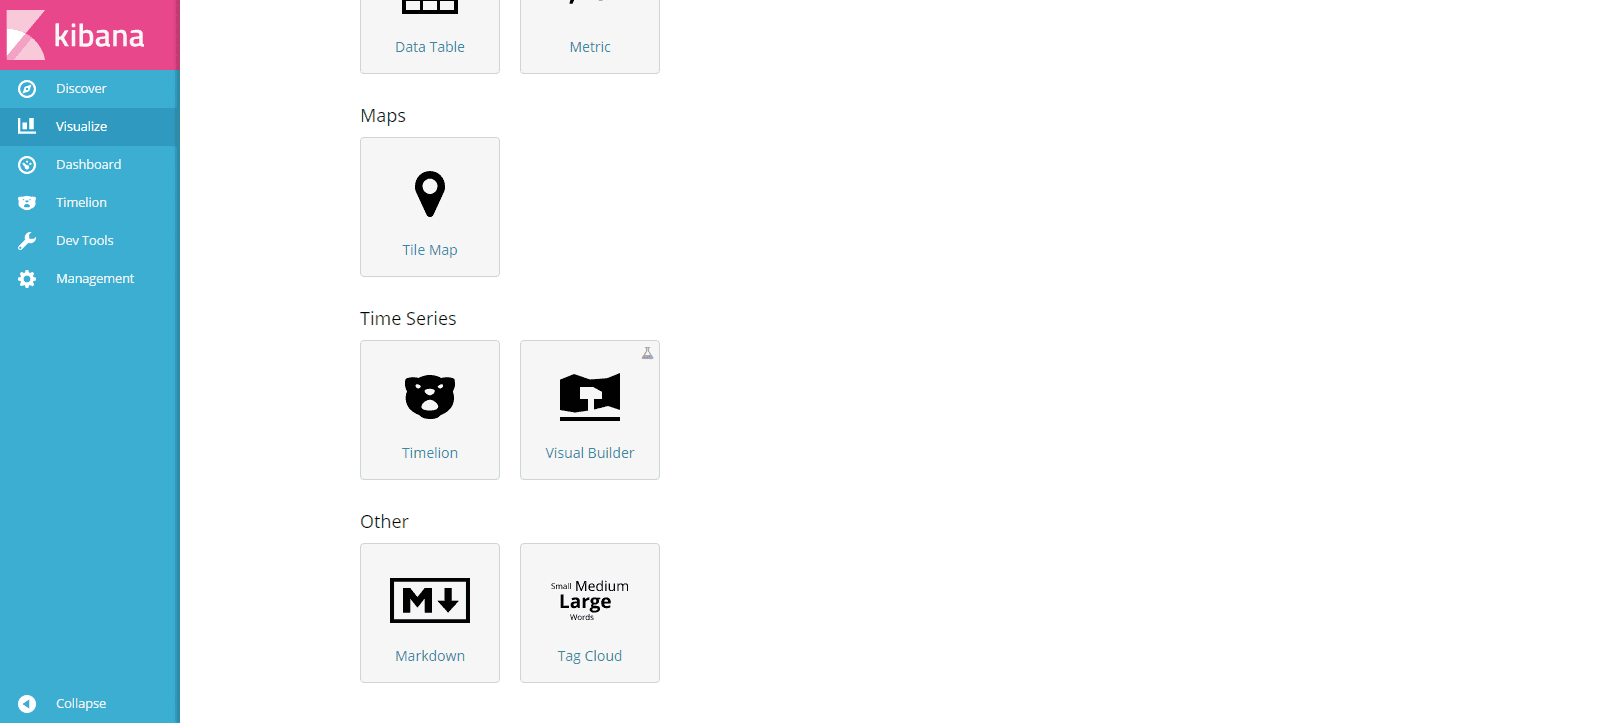 kibana
Discover
Visualize
Dashboard
Timelion
Dev Tools
Management
Collapse
Data Table
Metric
Maps
Tile Map
Time Series
Timelion
Visual Builder
Other
M
Markdown
Small Medium
Large
Words
Tag Cloud